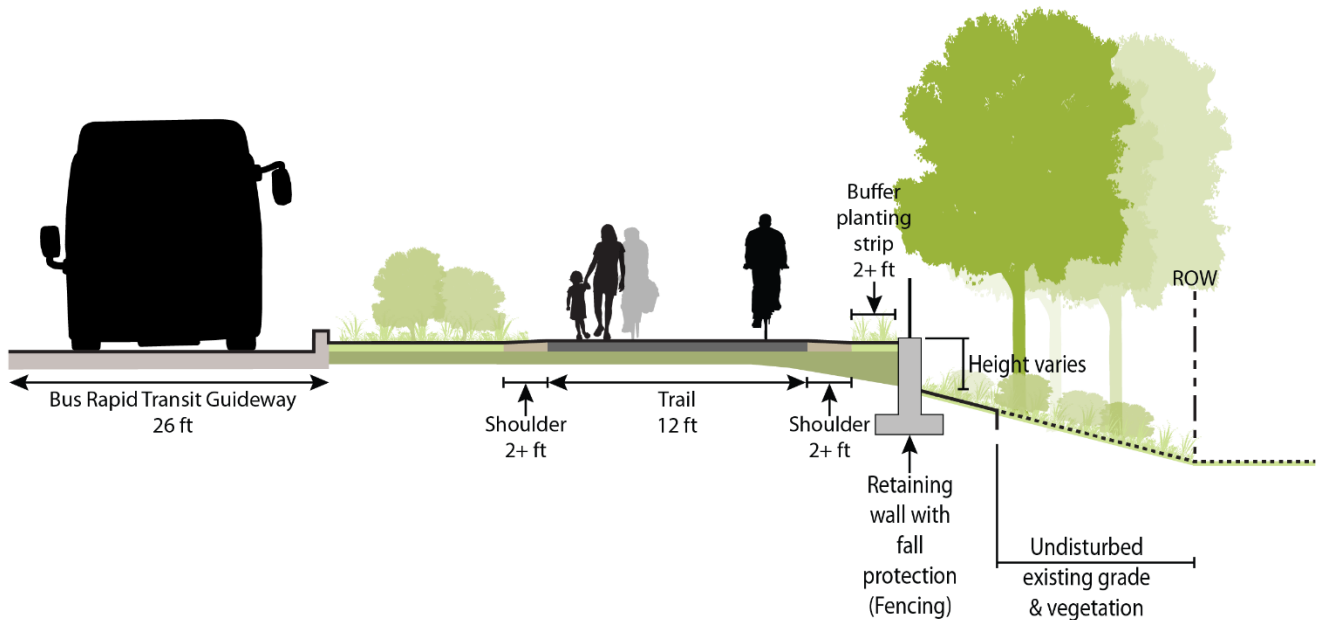 Buffer
planting
strip
2+ ft
ROW
Height varies
Bus Rapid Transit Guideway
26 ft
Shoulder
2+ ft
Trail
12 ft
Shoulder
2+ ft
Retaining
wall with
fall
protection
(Fencing)
Undisturbed
existing grade
& vegetation